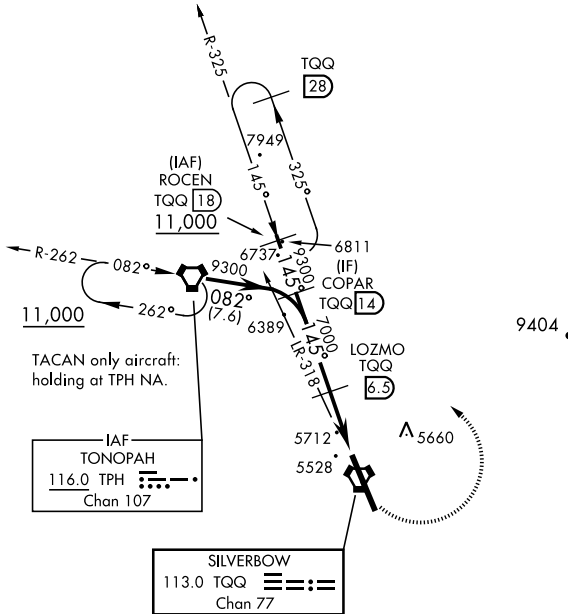 R-325
TQQ
28
7949
145°
325°
(IAF)
ROCEN
TQQ 18
11,000
6811
6737
9300
145°
(IF)
COPAR
TQQ 14
R-262
082°
9300
082°
(7.6)
262°
11,000
6389
7000
145°
LR-318
9404
TACAN only aircraft:
holding at TPH NA.
LOZMO
TQQ
6.5
5712
5660
5528
IAF
TONOPAH
116.0 TPH
Chan 107
SILVERBOW
113.0 TQQ
Chan 77